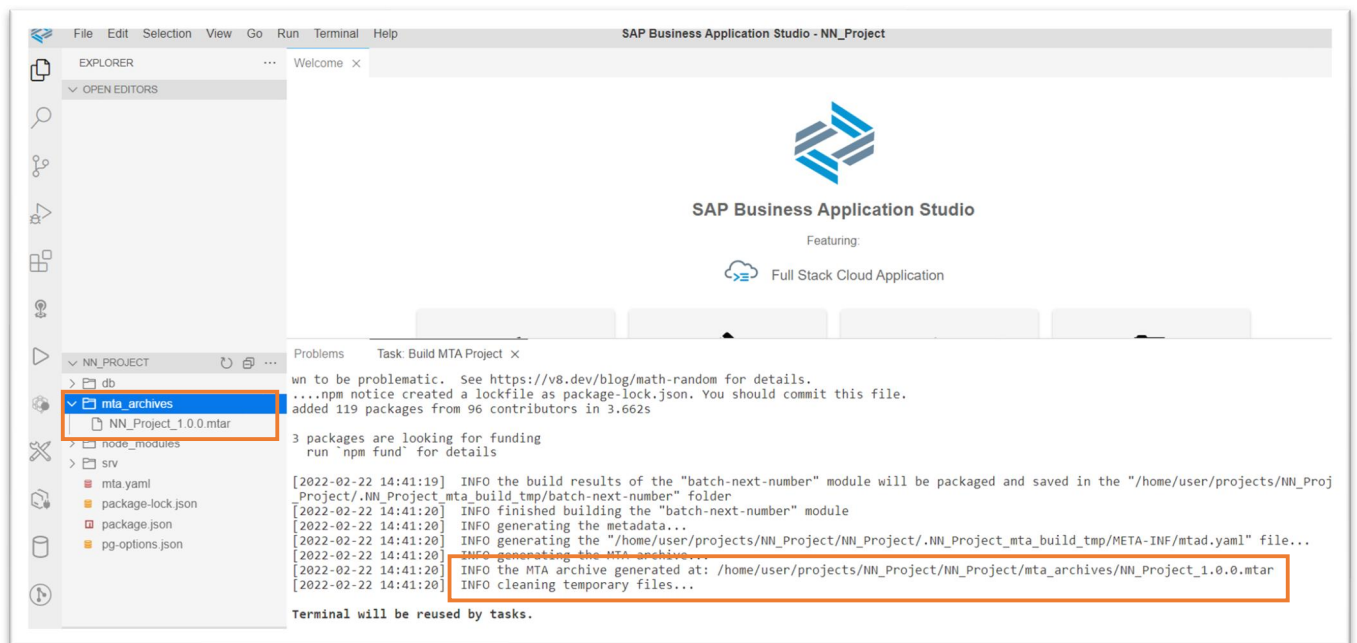 File Edit Selection View Go Run Terminal Help SAP Business Application Studio - NN_Project
EXPLORER
Welcome
OPEN EDITORS
SAP Business Application Studio
Featuring:
Full Stack Cloud Application
NN_PROJECT
db
mta_archives
NN_Project_1.0.0.mtar
node_modules
srv
mta.yaml
package-lock.json
package.json
pg-options.json
Problems Task: Build MTA Project
wn to be problematic. See https://v8.dev/blog/math-random for details.
....npm notice created a lockfile as package-lock.json. You should commit this file.
added 119 packages from 96 contributors in 3.662s
3 packages are looking for funding
run `npm fund` for details
[2022-02-22 14:41:19] INFO the build results of the "batch-next-number" module will be packaged and saved in the "/home/user/projects/NN_Proj
_Project/.NN_Project_mta_build_tmp/batch-next-number" folder
[2022-02-22 14:41:20] INFO finished building the "batch-next-number" module
[2022-02-22 14:41:20] INFO generating the metadata...
[2022-02-22 14:41:20] INFO generating the "/home/user/projects/NN_Project/NN_Project/.NN_Project_mta_build_tmp/META-INF/mtad.yaml" file...
[2022-02-22 14:41:20] INFO generating the MTA archive...
[2022-02-22 14:41:20] INFO the MTA archive generated at: /home/user/projects/NN_Project/NN_Project/mta_archives/NN_Project_1.0.0.mtar
[2022-02-22 14:41:20] INFO cleaning temporary files...
Terminal will be reused by tasks.